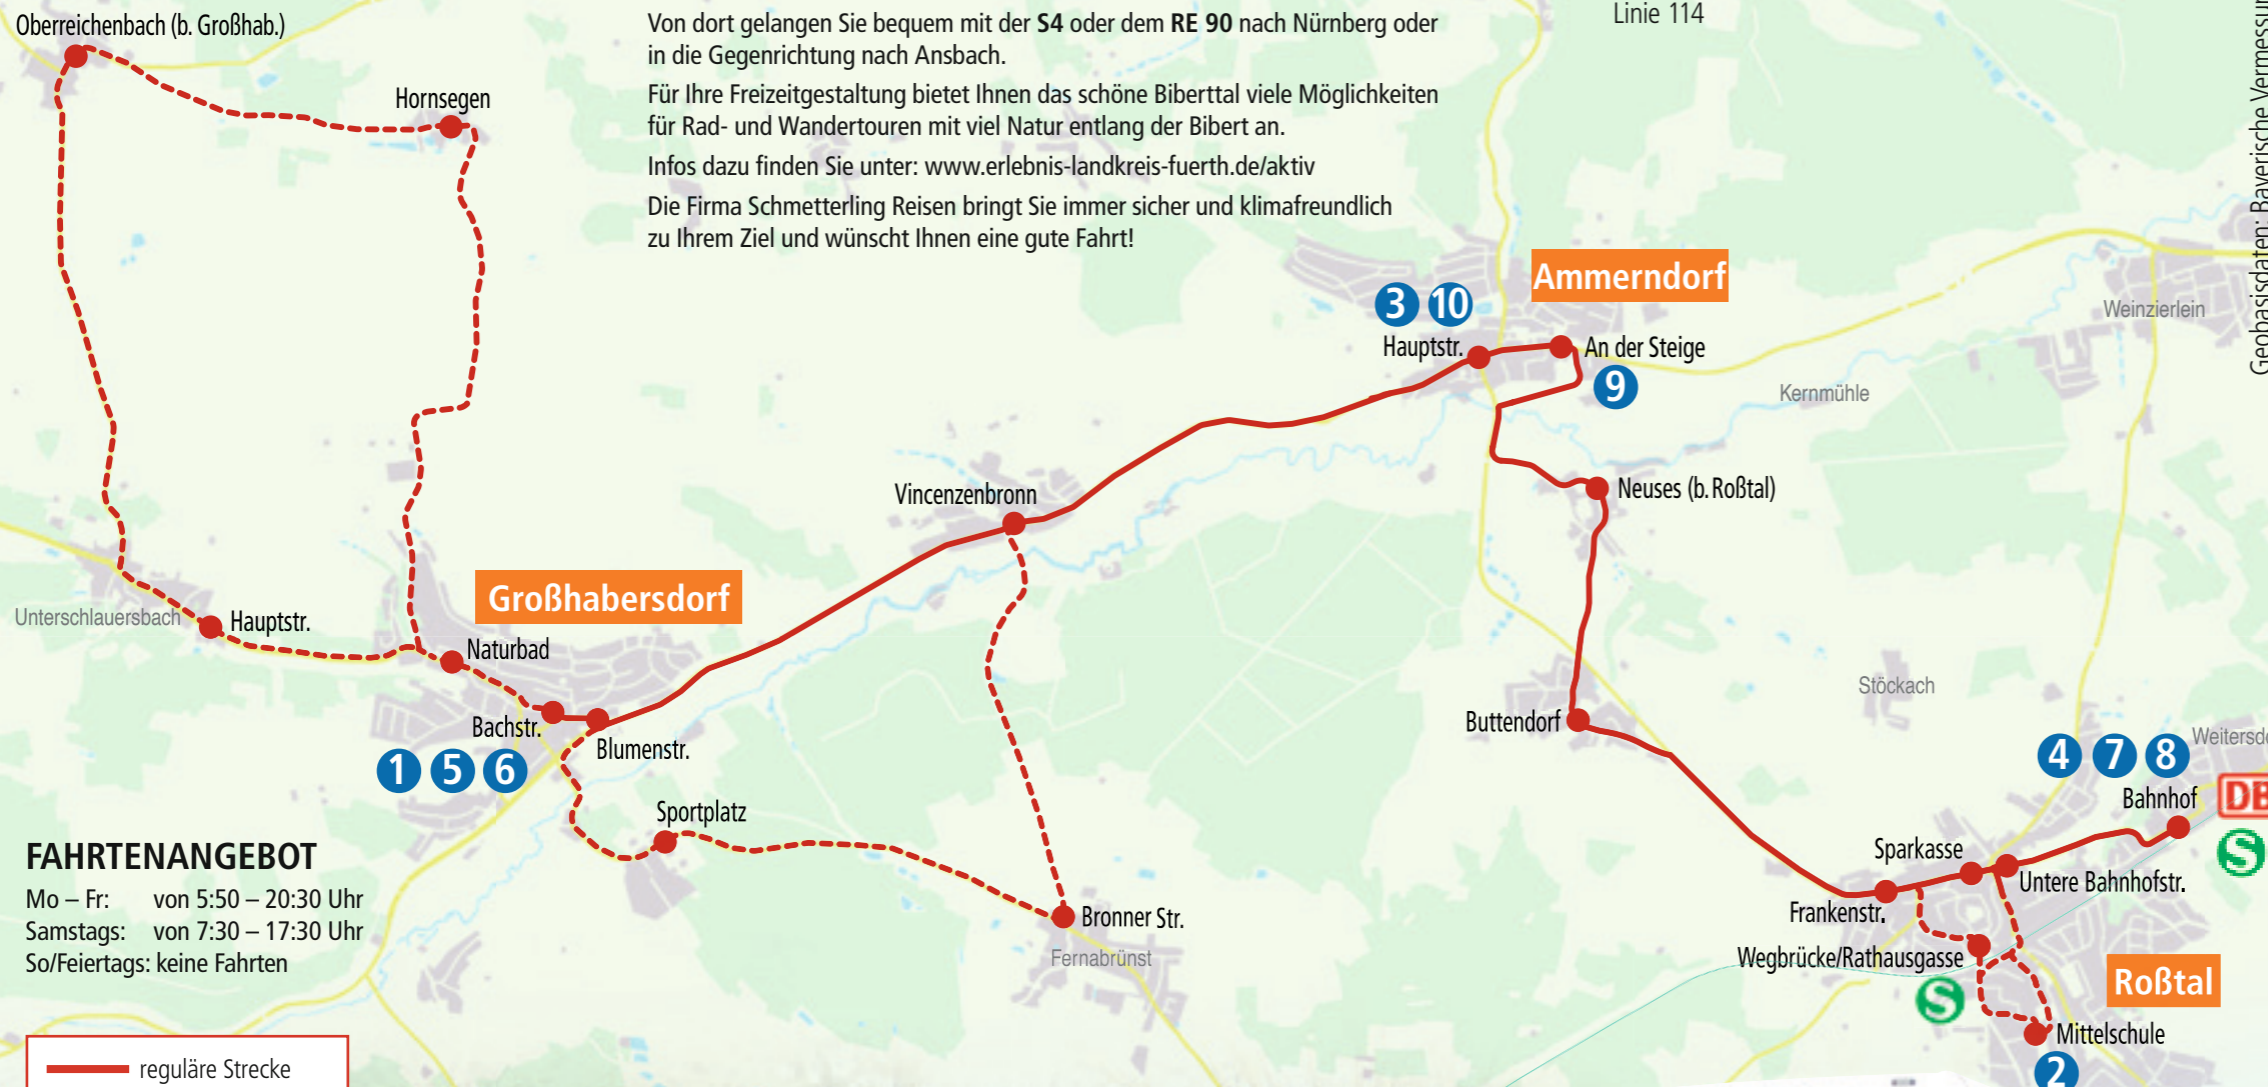 Oberreichenbach (b. Großhab.)
Hornsegen
Von dort gelangen Sie bequem mit der S4 oder dem RE 90 nach Nürnberg oder
in die Gegenrichtung nach Ansbach.
Für Ihre Freizeitgestaltung bietet Ihnen das schöne Biberttal viele Möglichkeiten
für Rad- und Wandertouren mit viel Natur entlang der Bibert an.
Infos dazu finden Sie unter: www.erlebnis-landkreis-fuerth.de/aktiv
Die Firma Schmetterling Reisen bringt Sie immer sicher und klimafreundlich
zu Ihrem Ziel und wünscht Ihnen eine gute Fahrt!
Linie 114
Geobasisdaten: Bayerische Vermessur
Ammerndorf
3 10
Hauptstr.
An der Steige
9
Weinzierlein
Kernmühle
Vincenzenbronn
Neuses (b. Roßtal)
Großhabersdorf
Unterschlauersbach
Hauptstr.
Naturbad
Bachstr.
Blumenstr.
1 5 6
Sportplatz
Bronner Str.
Fernabrünst
Buttendorf
Stöckach
4 7 8
Weitersdo
Bahnhof
DB
S
Sparkasse
Untere Bahnhofstr.
Frankenstr.
Wegbrücke/Rathausgasse
S
Roßtal
Mittelschule
2
FAHRTENANGEBOT
Mo – Fr: von 5:50 – 20:30 Uhr
Samstags: von 7:30 – 17:30 Uhr
So/Feiertags: keine Fahrten
reguläre Strecke